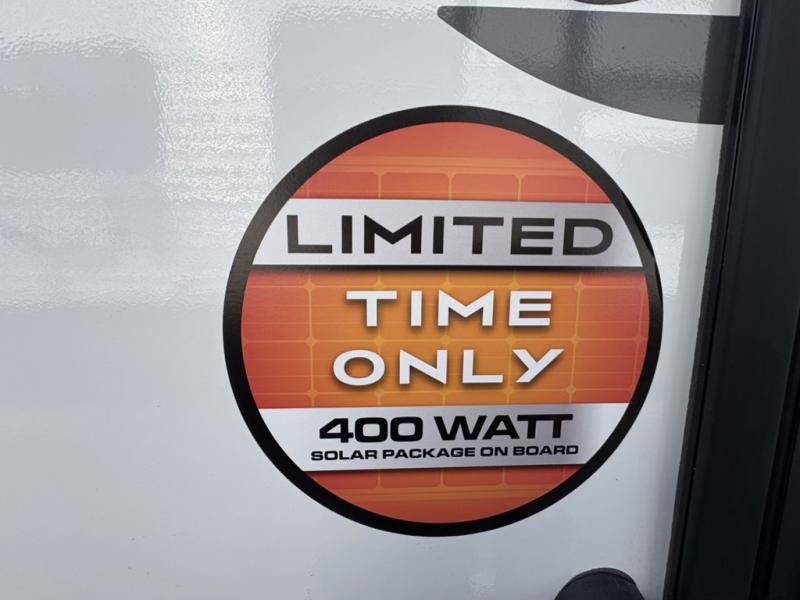 LIMITED
TIME
ONLY
400 WATT
SOLAR PACKAGE ON BOARD